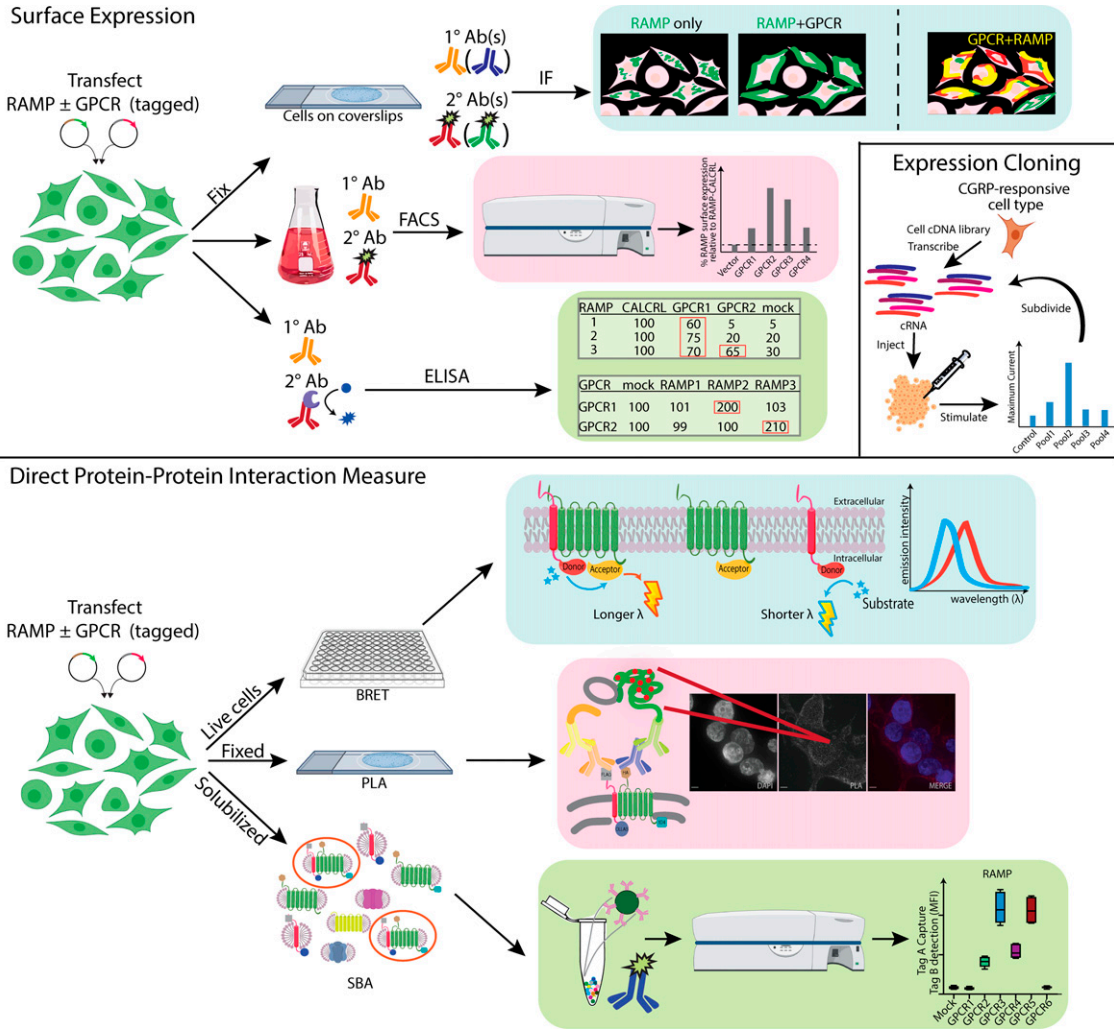 Surface Expression
Transfect
RAMP ± GPCR (tagged)
Fix
Cells on coverslips
1° Ab(s)
2° Ab(s)
IF
RAMP only
RAMP+GPCR
GPCR+RAMP
1° Ab
2° Ab
FACS
% RAMP surface expression
relative to RAMP-CALCRL
Vector
GPCR1
GPCR2
GPCR3
GPCR4
1° Ab
2° Ab
ELISA
RAMP CALCRL GPCR1 GPCR2 mock
1 100 60 5 5
2 100 75 20 20
3 100 70 65 30
GPCR mock RAMP1 RAMP2 RAMP3
GPCR1 100 101 200 103
GPCR2 100 99 100 210
Expression Cloning
CGRP-responsive
cell type
Cell cDNA library
Transcribe
cRNA
Subdivide
Inject
Stimulate
Maximum Current
Control
Pool1
Pool2
Pool3
Pool4
Direct Protein-Protein Interaction Measure
Transfect
RAMP ± GPCR (tagged)
Live cells
Fixed
Solubilized
BRET
Extracellular
Intracellular
Donor
Acceptor
Longer λ
Acceptor
Donor
Shorter λ
Substrate
emission intensity
wavelength (λ)
PLA
FLAG
DAPI
PLA
MERGE
SBA
RAMP
Tag A Capture
Tag B detection (MFI)
Mock
GPCR1
GPCR2
GPCR3
GPCR4
GPCR5
GPCR6